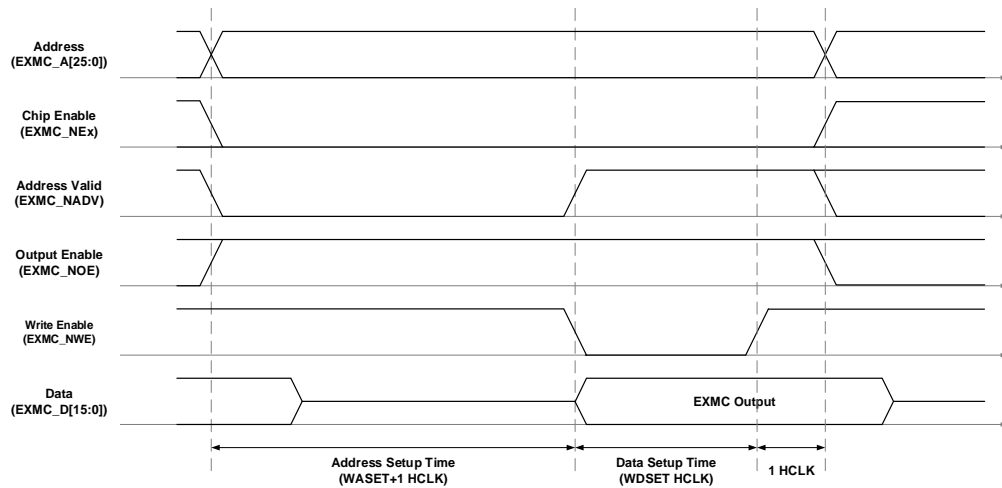 Address
(EXMC_A[25:0])
Chip Enable
(EXMC_NEx)
Address Valid
(EXMC_NADV)
Output Enable
(EXMC_NOE)
Write Enable
(EXMC_NWE)
Data
(EXMC_D[15:0])
EXMC Output
Address Setup Time
(WASET+1 HCLK)
Data Setup Time
(WDSET HCLK)
1 HCLK